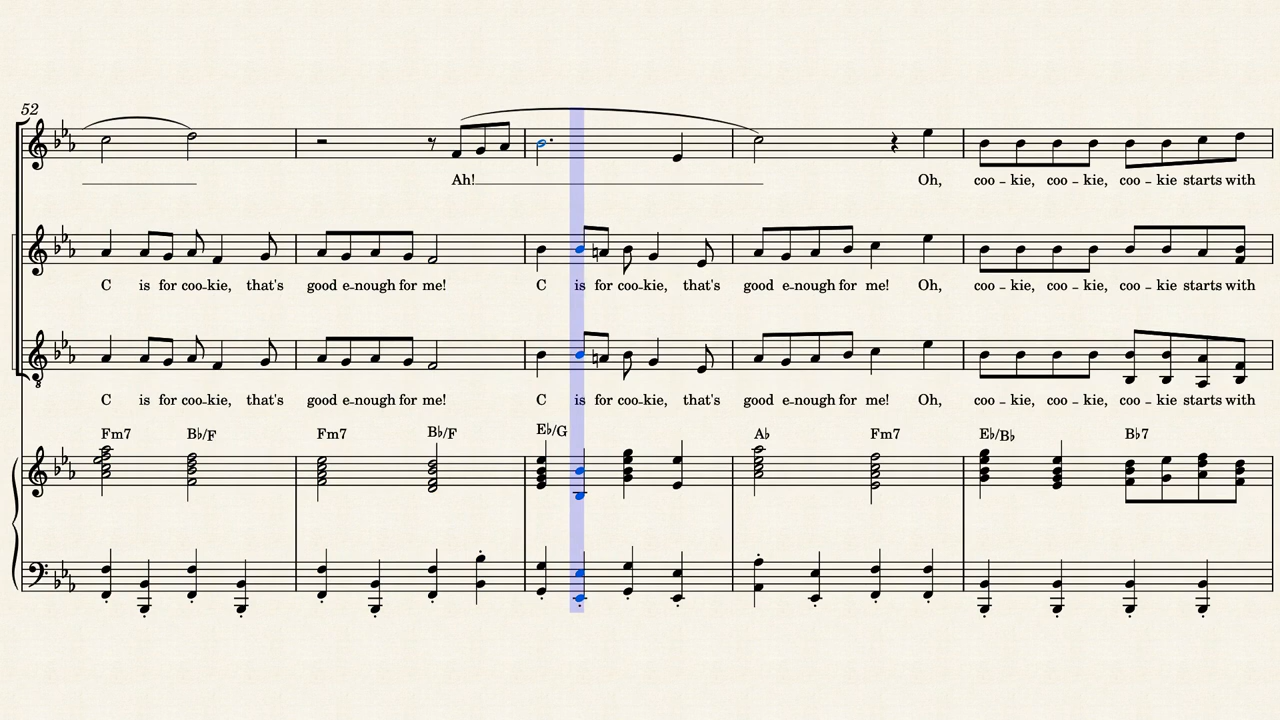 52
Ah! Oh, coo - kie, coo - kie, coo - kie starts with
C is for coo - kie, that's good e - nough for me! C is for coo - kie, that's good e - nough for me! Oh, coo - kie, coo - kie, coo - kie starts with
8
C is for coo - kie, that's good e - nough for me! C is for coo - kie, that's good e - nough for me! Oh, coo - kie, coo - kie, coo - kie starts with
Fm7 B♭/F Fm7 B♭/F E♭/G A♭ Fm7 E♭/B♭ B♭7